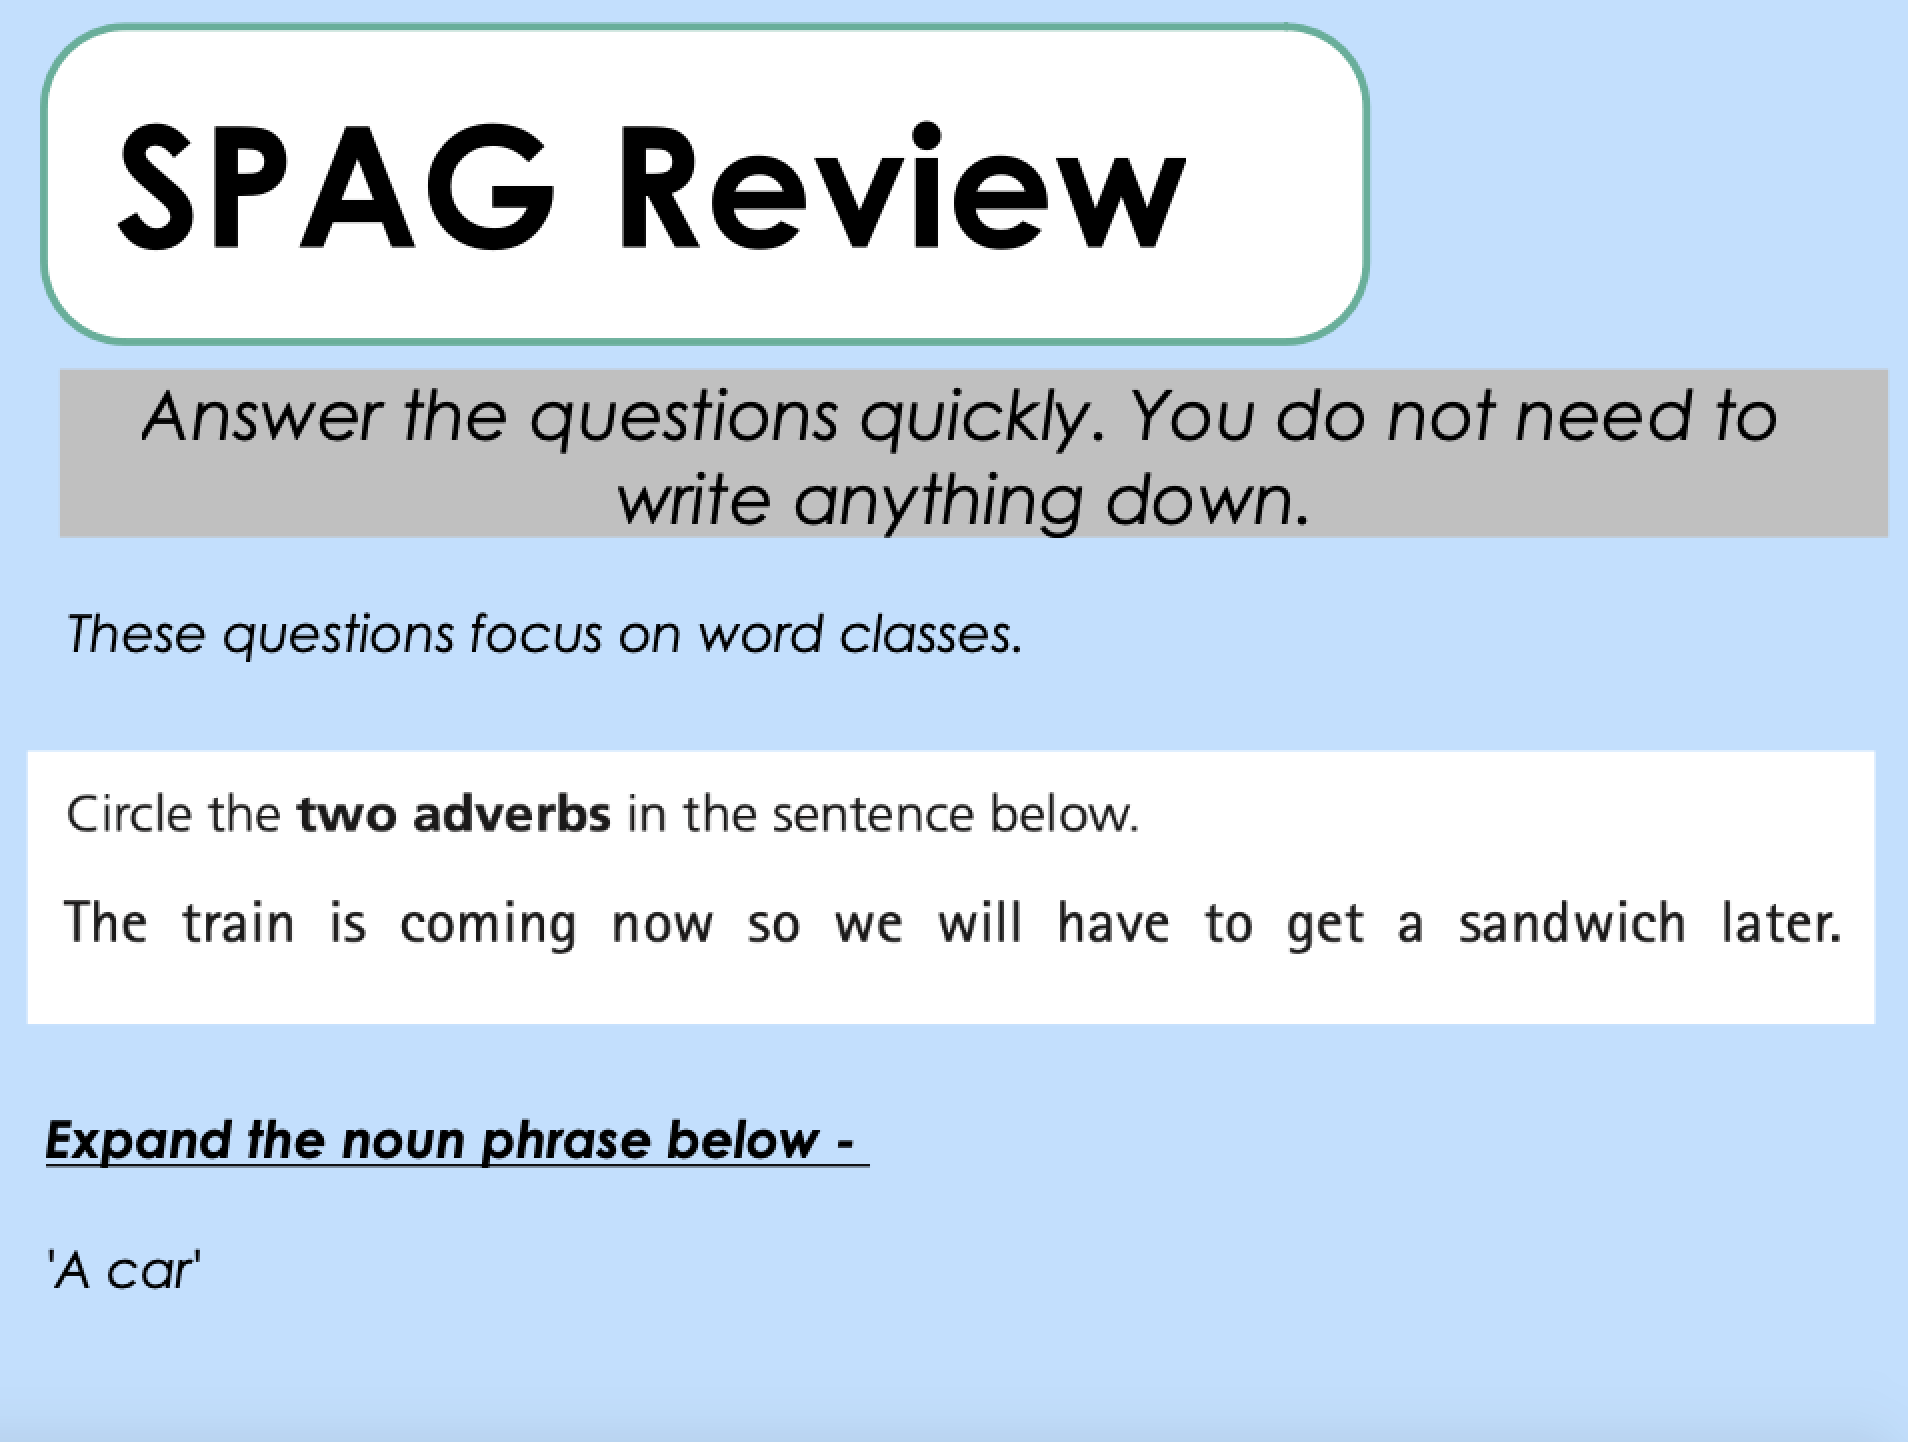 SPAG Review
Answer the questions quickly. You do not need to
write anything down.
These questions focus on word classes.
Circle the two adverbs in the sentence below.
The train is coming now so we will have to get a sandwich later.
Expand the noun phrase below -
'A car'